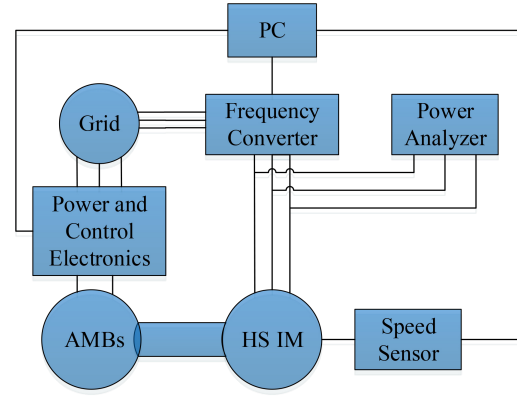 PC
Grid
Frequency
Converter
Power
Analyzer
Power and
Control
Electronics
AMBs
HS IM
Speed
Sensor